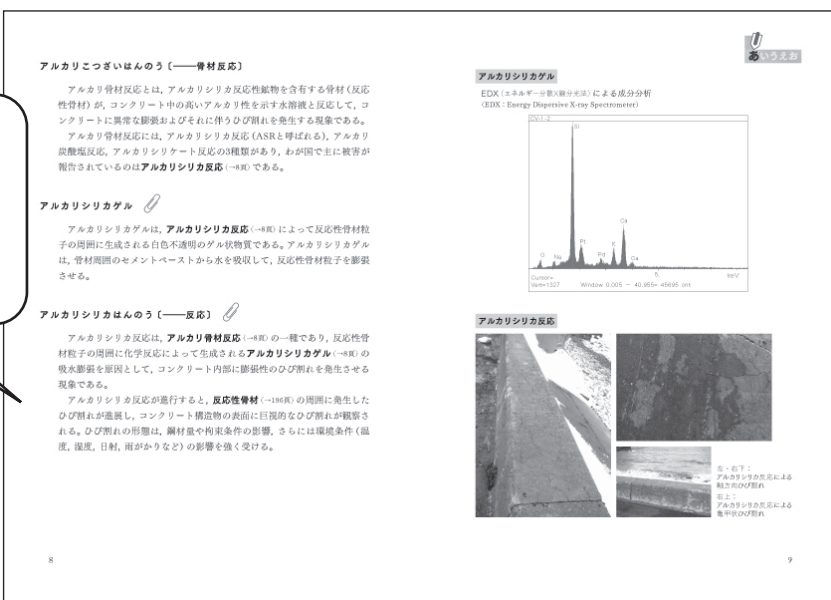 アルカリこつざいはんのう〔――骨材反応〕
アルカリ骨材反応とは，アルカリシリカ反応性鉱物を含有する骨材（反応
性骨材）が，コンクリート中の高いアルカリ性を示す水溶液と反応して，コ
ンクリートに異常な膨張およびそれに伴うひび割れを発生する現象である。
アルカリ骨材反応には，アルカリシリカ反応（ASRと呼ばれる），アルカリ
炭酸塩反応，アルカリシリケート反応の3種類があり，わが国で主に被害が
報告されているのはアルカリシリカ反応（→8頁）である。
アルカリシリカゲル
アルカリシリカゲルは，アルカリシリカ反応（→8頁）によって反応性骨材粒
子の周囲に生成される白色不透明のゲル状物質である。アルカリシリカゲル
は，骨材周囲のセメントペーストから水を吸収して，反応性骨材粒子を膨張
させる。
アルカリシリカはんのう〔――反応〕
アルカリシリカ反応は，アルカリ骨材反応（→8頁）の一種であり，反応性骨
材粒子の周囲に化学反応によって生成されるアルカリシリカゲル（→8頁）の
吸水膨張を原因として，コンクリート内部に膨張性のひび割れを発生させる
現象である。
アルカリシリカ反応が進行すると，反応性骨材（→195頁）の周囲に発生した
ひび割れが進展し，コンクリート構造物の表面に巨視的なひび割れが観察さ
れる。ひび割れの形態は，鋼材量や拘束条件の影響，さらには環境条件（温
度，湿度，日射，雨がかりなど）の影響を強く受ける。
8
あいうえお
アルカリシリカゲル
EDX（エネルギー分散X線分光法）による成分分析
（EDX：Energy Dispersive X-ray Spectrometer）
CV-1-2
Si
O
Na
Pt
Pd
K
Ca
Ca
5.
keV
Cursor=
Vert=1327 Window 0.005 - 40.955= 45695 cnt
アルカリシリカ反応
左・右下：
アルカリシリカ反応による
軸方向ひび割れ
右上：
アルカリシリカ反応による
亀甲状ひび割れ
9